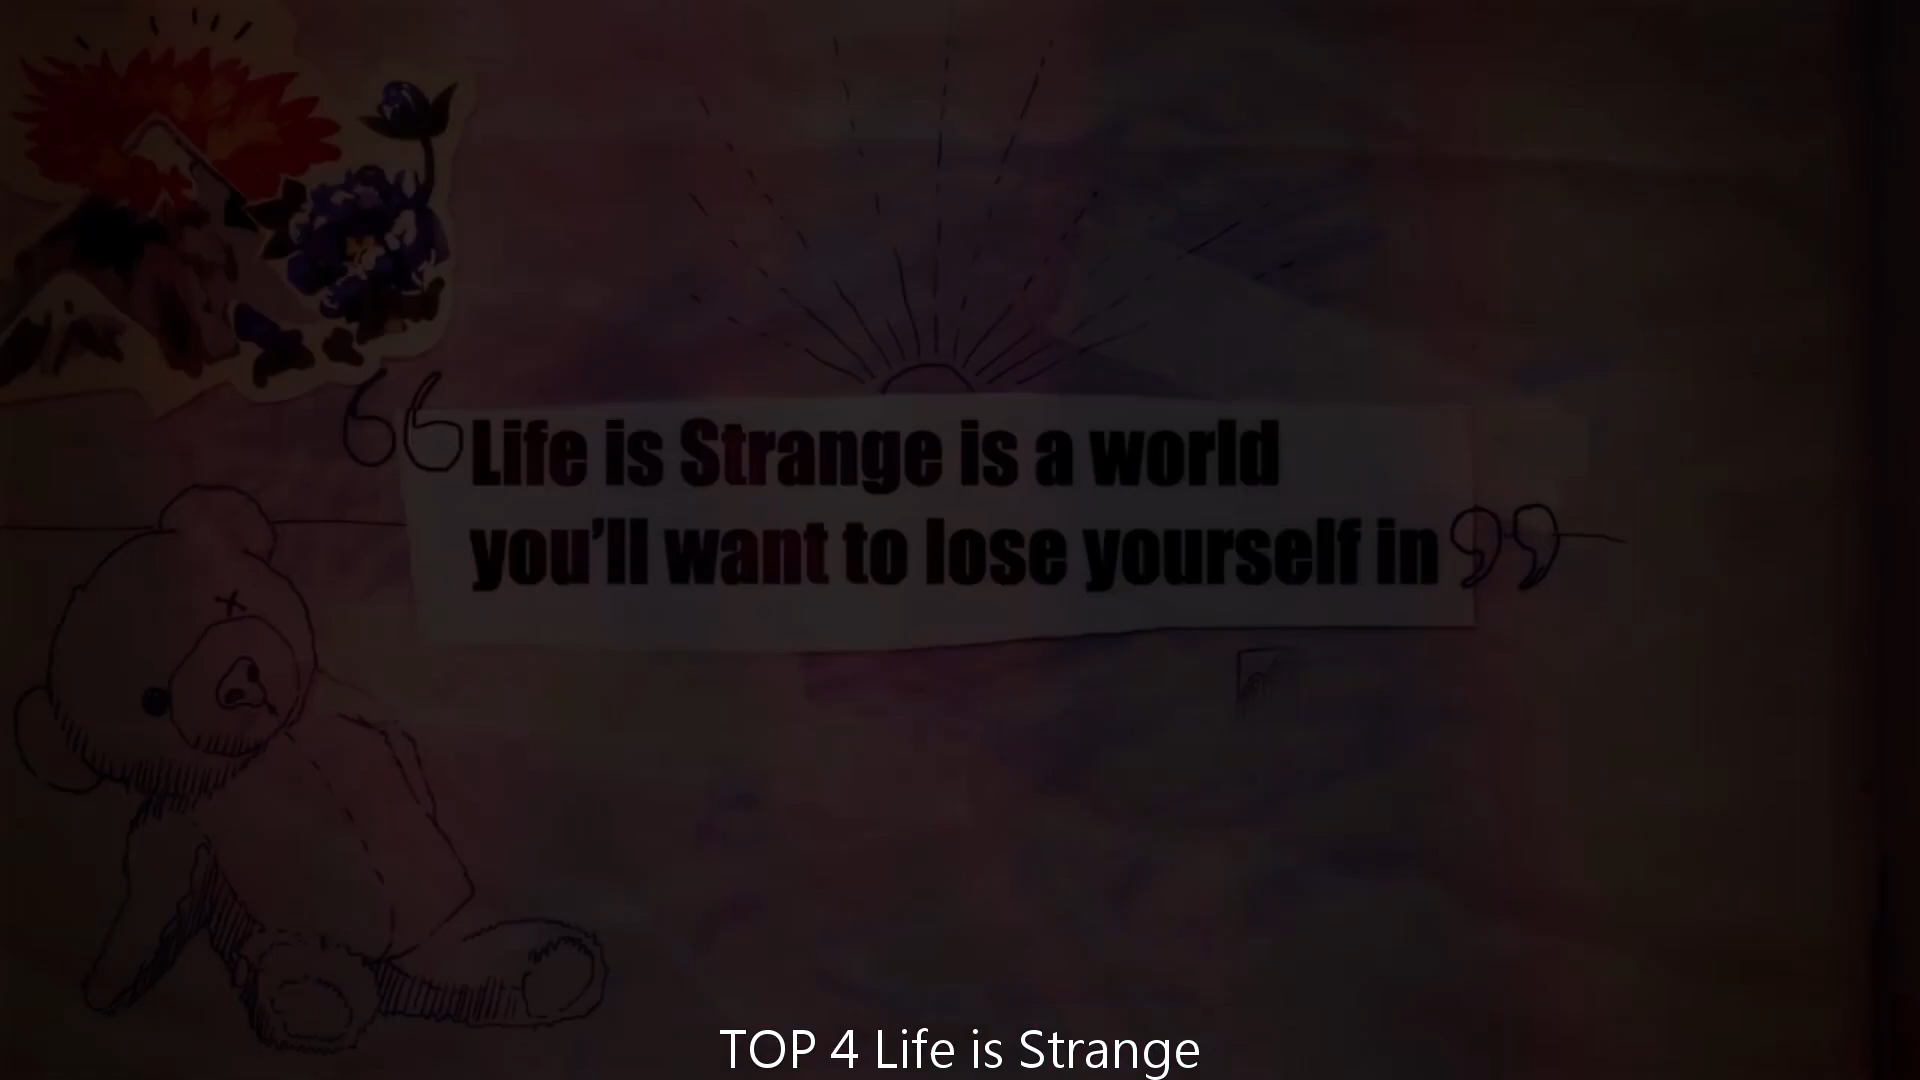 “Life is Strange is a world
you’ll want to lose yourself in”
TOP 4 Life is Strange